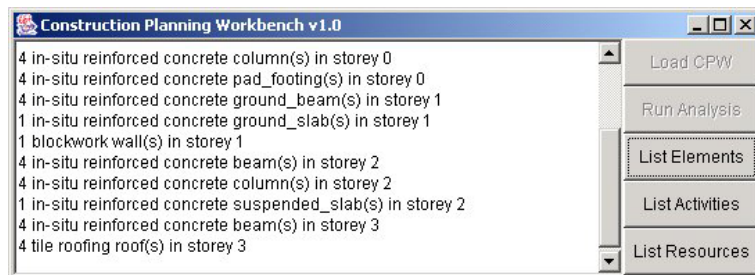 Construction Planning Workbench v1.0
4 in-situ reinforced concrete column(s) in storey 0
4 in-situ reinforced concrete pad_footing(s) in storey 0
4 in-situ reinforced concrete ground_beam(s) in storey 1
1 in-situ reinforced concrete ground_slab(s) in storey 1
1 blockwork wall(s) in storey 1
4 in-situ reinforced concrete beam(s) in storey 2
4 in-situ reinforced concrete column(s) in storey 2
1 in-situ reinforced concrete suspended_slab(s) in storey 2
4 in-situ reinforced concrete beam(s) in storey 3
4 tile roofing roof(s) in storey 3
Load CPW
Run Analysis
List Elements
List Activities
List Resources